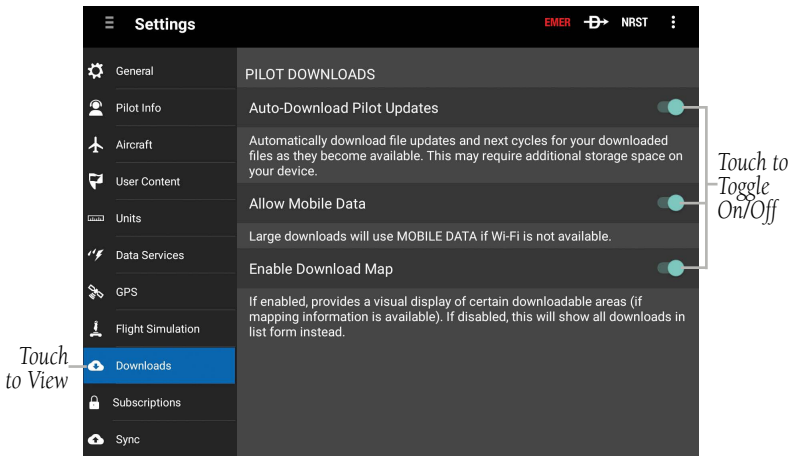 Settings
EMER D NRST
General
Pilot Info
Aircraft
User Content
Units
Data Services
GPS
Flight Simulation
Downloads
Subscriptions
Sync
PILOT DOWNLOADS
Auto-Download Pilot Updates
Automatically download file updates and next cycles for your downloaded
files as they become available. This may require additional storage space on
your device.
Allow Mobile Data
Large downloads will use MOBILE DATA if Wi-Fi is not available.
Enable Download Map
If enabled, provides a visual display of certain downloadable areas (if
mapping information is available). If disabled, this will show all downloads in
list form instead.
Touch to
Toggle
On/Off
Touch
to View